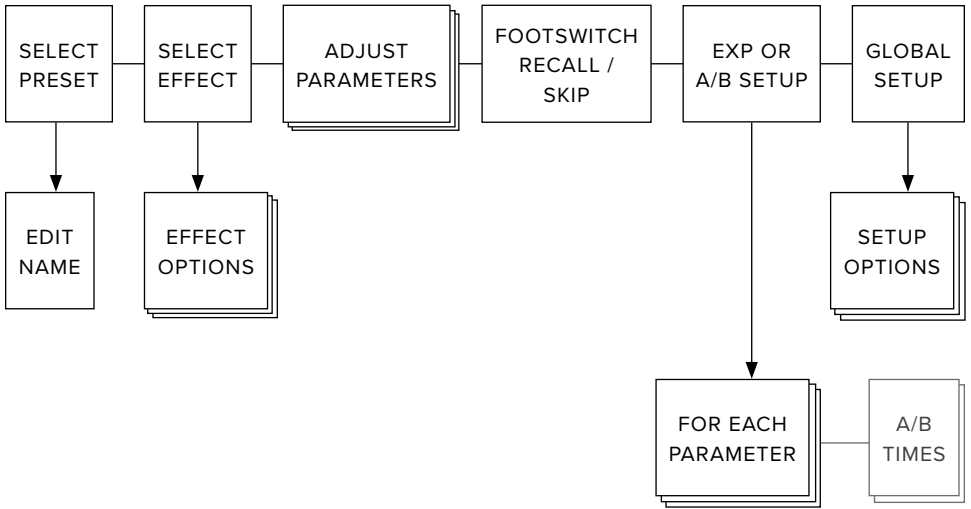 SELECT
PRESET
SELECT
EFFECT
ADJUST
PARAMETERS
FOOTSWITCH
RECALL /
SKIP
EXP OR
A/B SETUP
GLOBAL
SETUP
EDIT
NAME
EFFECT
OPTIONS
SETUP
OPTIONS
FOR EACH
PARAMETER
A/B
TIMES